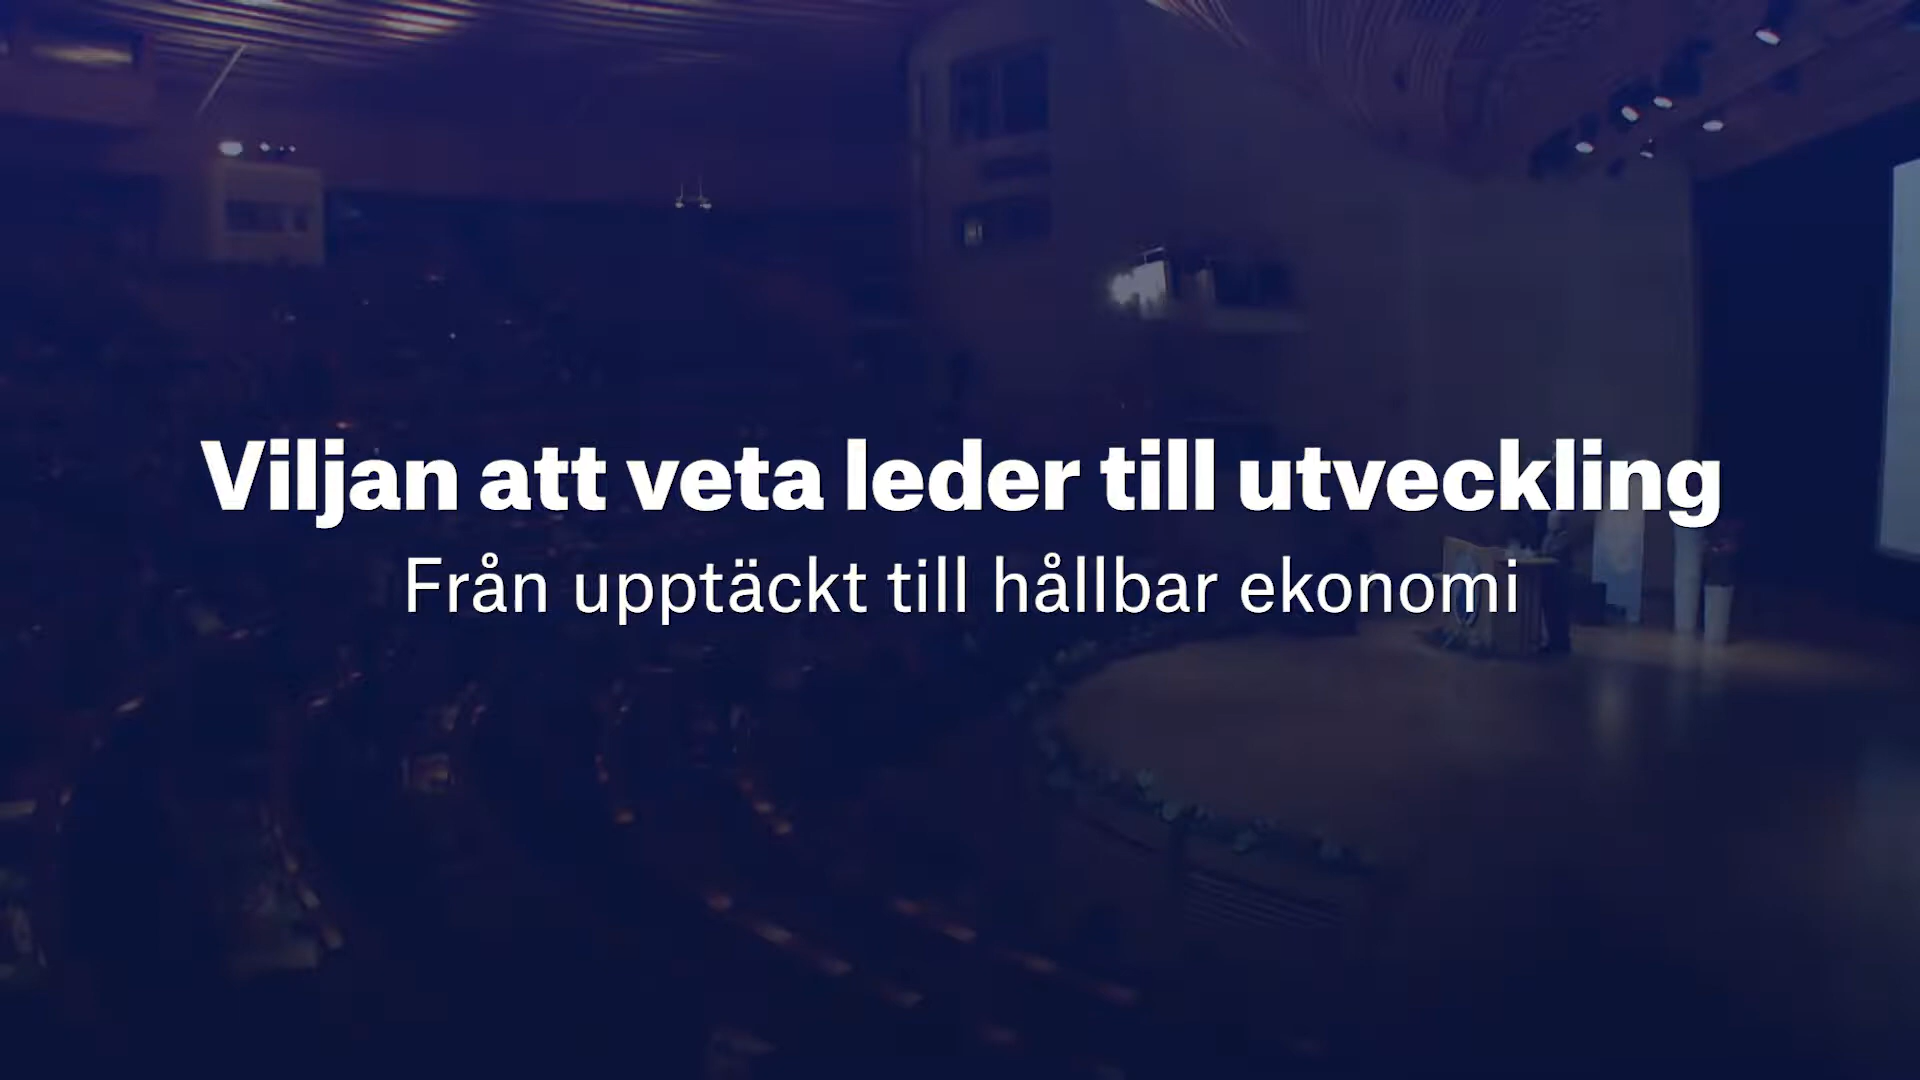 Viljan att veta leder till utveckling
Från upptäckt till hållbar ekonomi